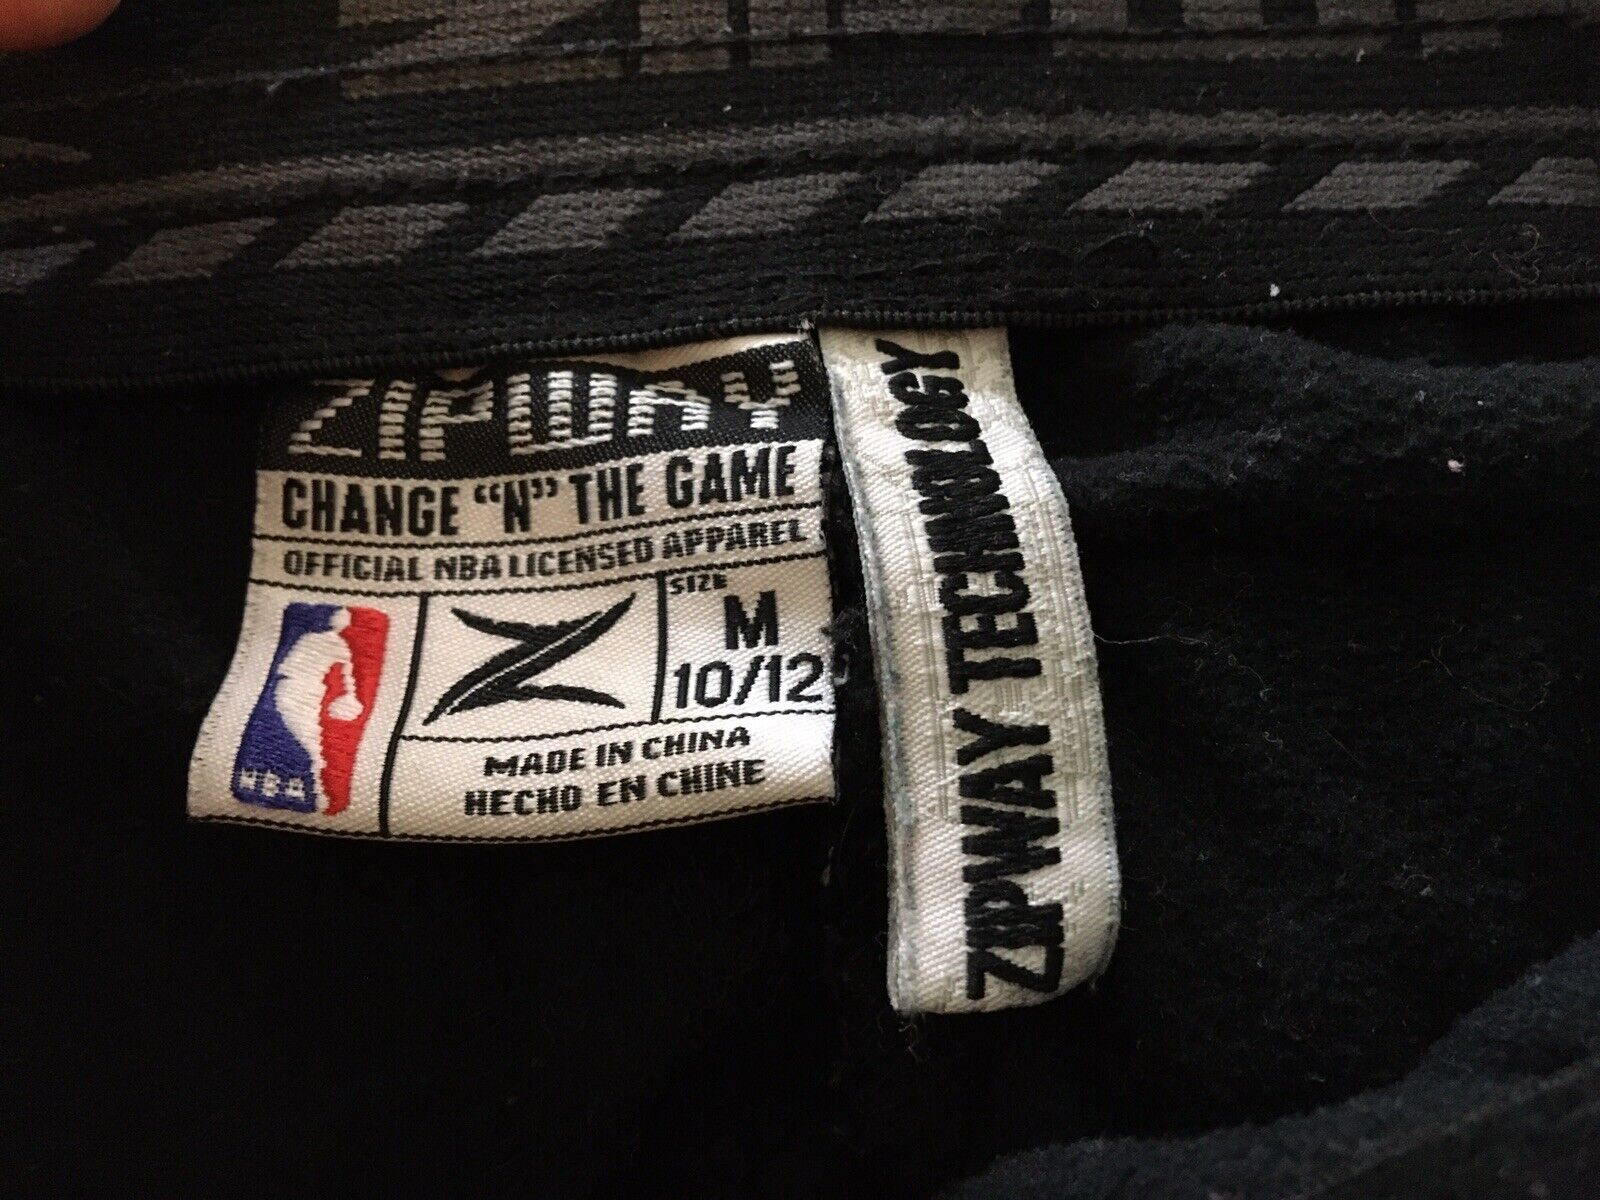 ZIPWAY
CHANGE "N" THE GAME
OFFICIAL NBA LICENSED APPAREL
SIZE
M
10/12
NBA
MADE IN CHINA
HECHO EN CHINE
ZIPWAY TECHNOLOGY